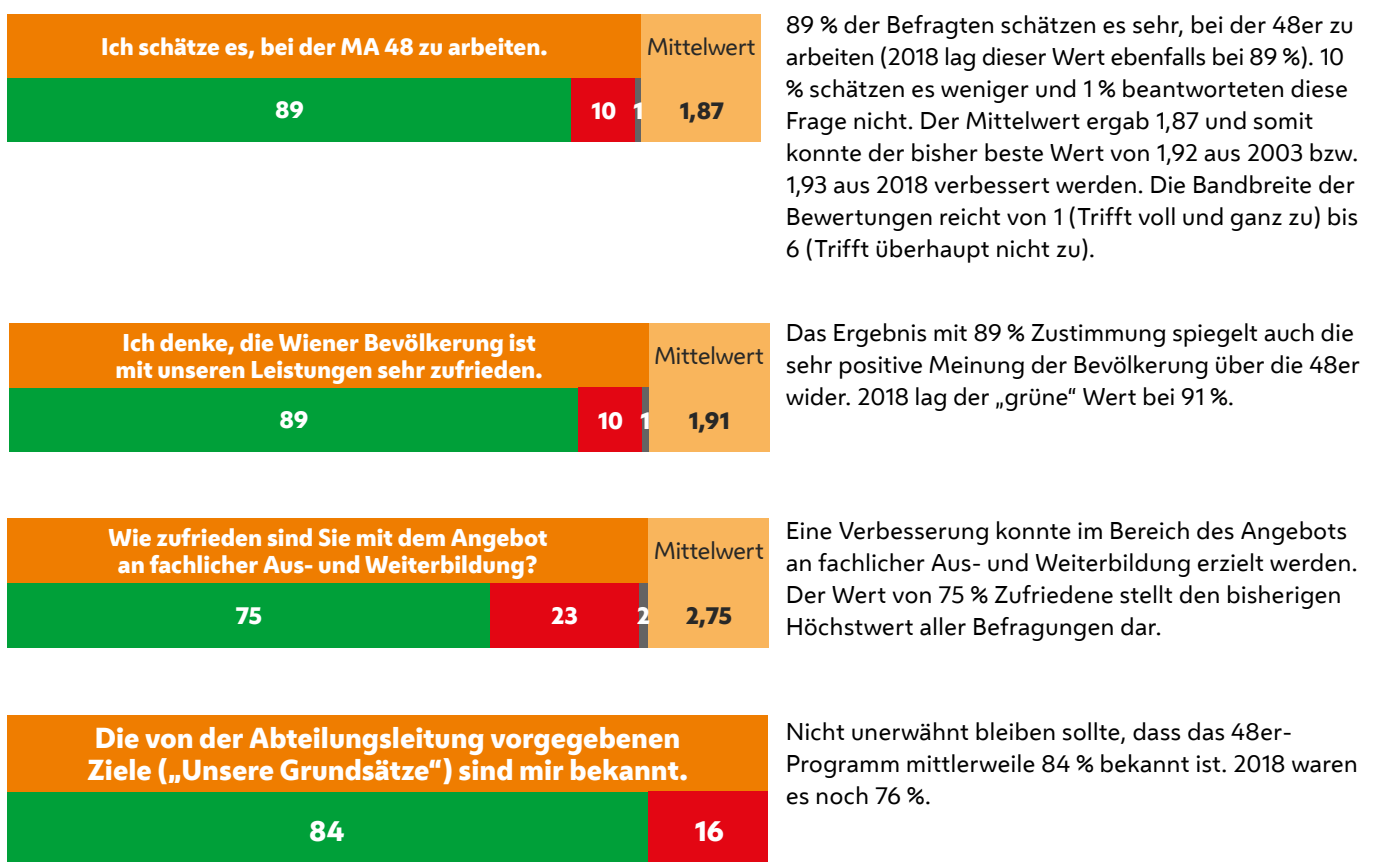 Ich schätze es, bei der MA 48 zu arbeiten.
Mittelwert
89
10
1
1,87
89 % der Befragten schätzen es sehr, bei der 48er zu
arbeiten (2018 lag dieser Wert ebenfalls bei 89 %). 10
% schätzen es weniger und 1 % beantworteten diese
Frage nicht. Der Mittelwert ergab 1,87 und somit
konnte der bisher beste Wert von 1,92 aus 2003 bzw.
1,93 aus 2018 verbessert werden. Die Bandbreite der
Bewertungen reicht von 1 (Trifft voll und ganz zu) bis
6 (Trifft überhaupt nicht zu).
Ich denke, die Wiener Bevölkerung ist
mit unseren Leistungen sehr zufrieden.
Mittelwert
89
10
1
1,91
Das Ergebnis mit 89 % Zustimmung spiegelt auch die
sehr positive Meinung der Bevölkerung über die 48er
wider. 2018 lag der „grüne“ Wert bei 91 %.
Wie zufrieden sind Sie mit dem Angebot
an fachlicher Aus- und Weiterbildung?
Mittelwert
75
23
2
2,75
Eine Verbesserung konnte im Bereich des Angebots
an fachlicher Aus- und Weiterbildung erzielt werden.
Der Wert von 75 % Zufriedene stellt den bisherigen
Höchstwert aller Befragungen dar.
Die von der Abteilungsleitung vorgegebenen
Ziele („Unsere Grundsätze“) sind mir bekannt.
84
16
Nicht unerwähnt bleiben sollte, dass das 48er-
Programm mittlerweile 84 % bekannt ist. 2018 waren
es noch 76 %.